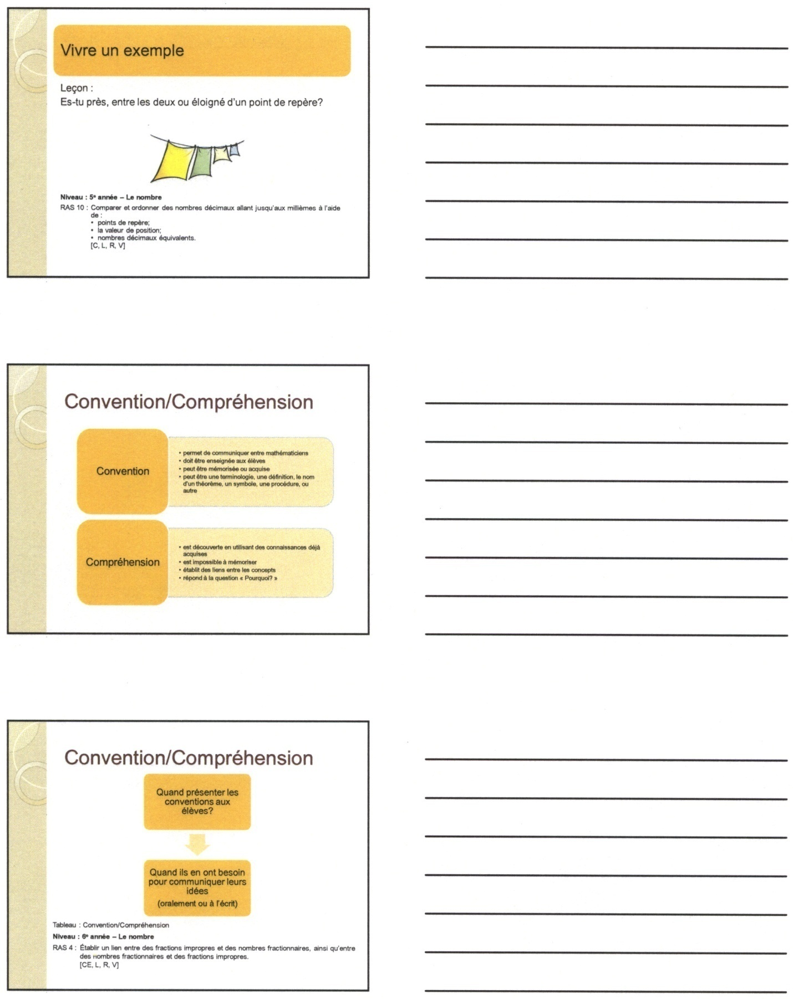 Vivre un exemple
Leçon :
Es-tu près, entre les deux ou éloigné d'un point de repère?
Niveau : 5e année – Le nombre
RAS 10 : Comparer et ordonner des nombres décimaux allant jusqu'aux millièmes à l'aide
de :
• points de repère;
• la valeur de position;
• nombres décimaux équivalents.
[C, L, R, V]
Convention/Compréhension
Convention
• permet de communiquer entre mathématiciens
• doit être enseignée aux élèves
• peut être mémorisée ou acquise
• peut être une terminologie, une définition, le nom
d'un théorème, un symbole, une procédure, ou
autre
Compréhension
• est découverte en utilisant des connaissances déjà
acquises
• est impossible à mémoriser
• établit des liens entre les concepts
• répond à la question « Pourquoi? »
Convention/Compréhension
Quand présenter les
conventions aux
élèves?
Quand ils en ont besoin
pour communiquer leurs
idées
(oralement ou à l'écrit)
Tableau : Convention/Compréhension
Niveau : 6e année – Le nombre
RAS 4 : Établir un lien entre des fractions impropres et des nombres fractionnaires, ainsi qu'entre
des nombres fractionnaires et des fractions impropres.
[CE, L, R, V]